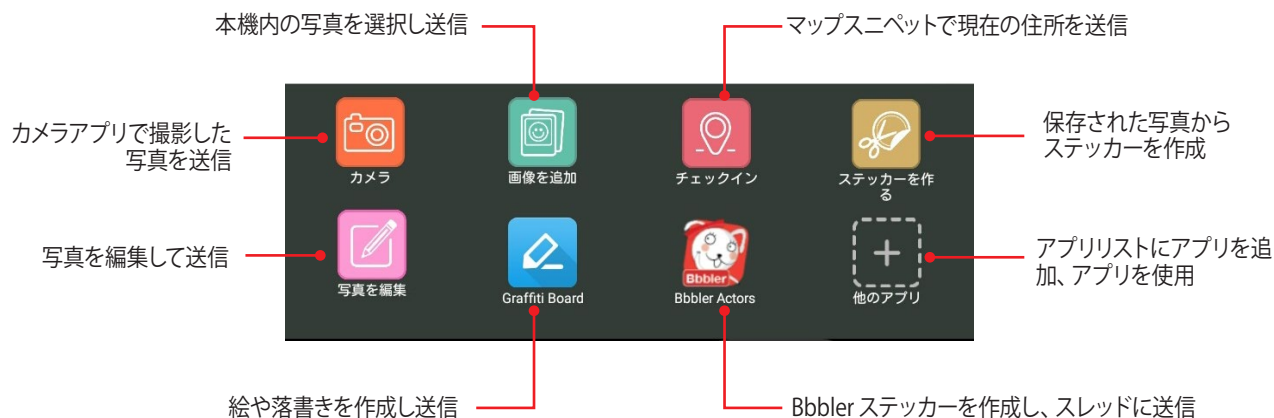 本機内の写真を選択し送信
マップスニペットで現在の住所を送信
カメラアプリで撮影した
写真を送信
保存された写真から
ステッカーを作成
カメラ
画像を追加
チェックイン
ステッカーを作
る
写真を編集して送信
アプリリストにアプリを追
加、アプリを使用
Bbbler
写真を編集
Graffiti Board
Bbbler Actors
他のアプリ
絵や落書きを作成し送信
Bbbler ステッカーを作成し、スレッドに送信